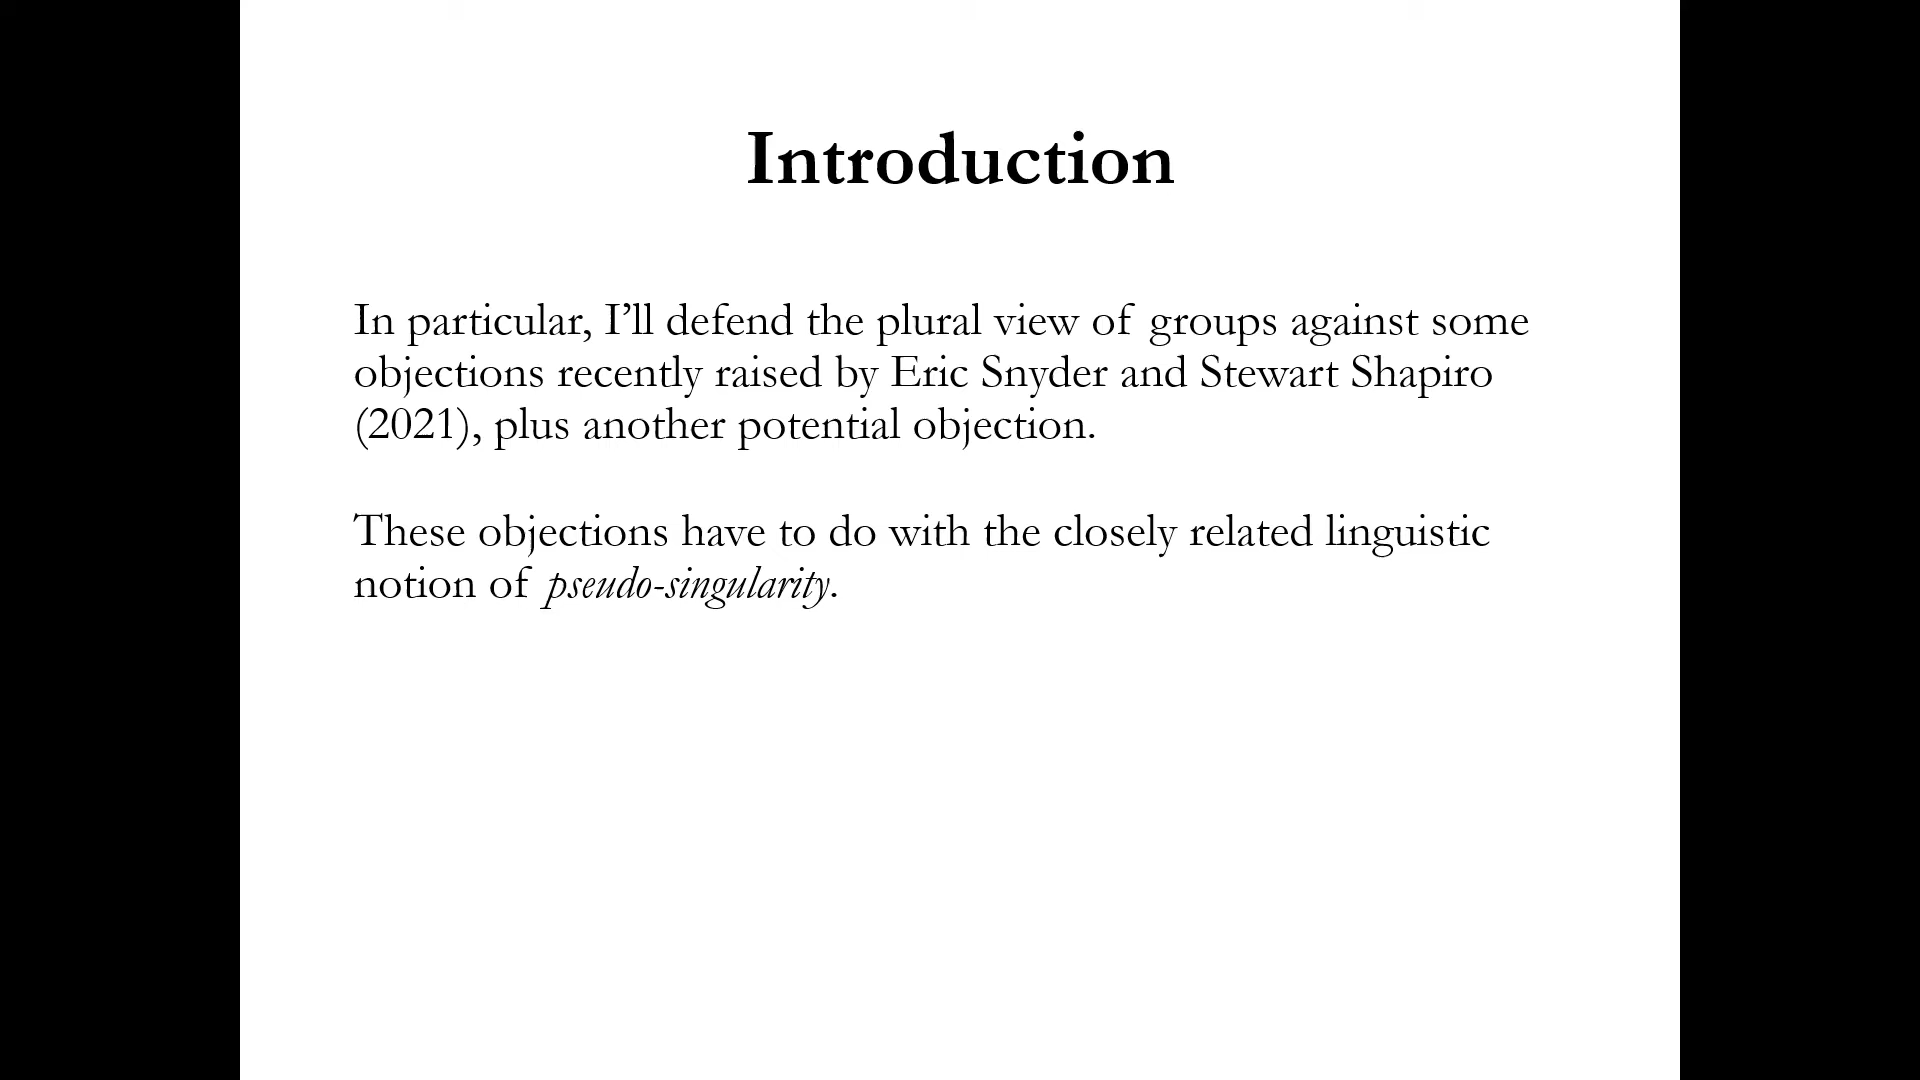 Introduction
In particular, I’ll defend the plural view of groups against some
objections recently raised by Eric Snyder and Stewart Shapiro
(2021), plus another potential objection.
These objections have to do with the closely related linguistic
notion of pseudo-singularity.